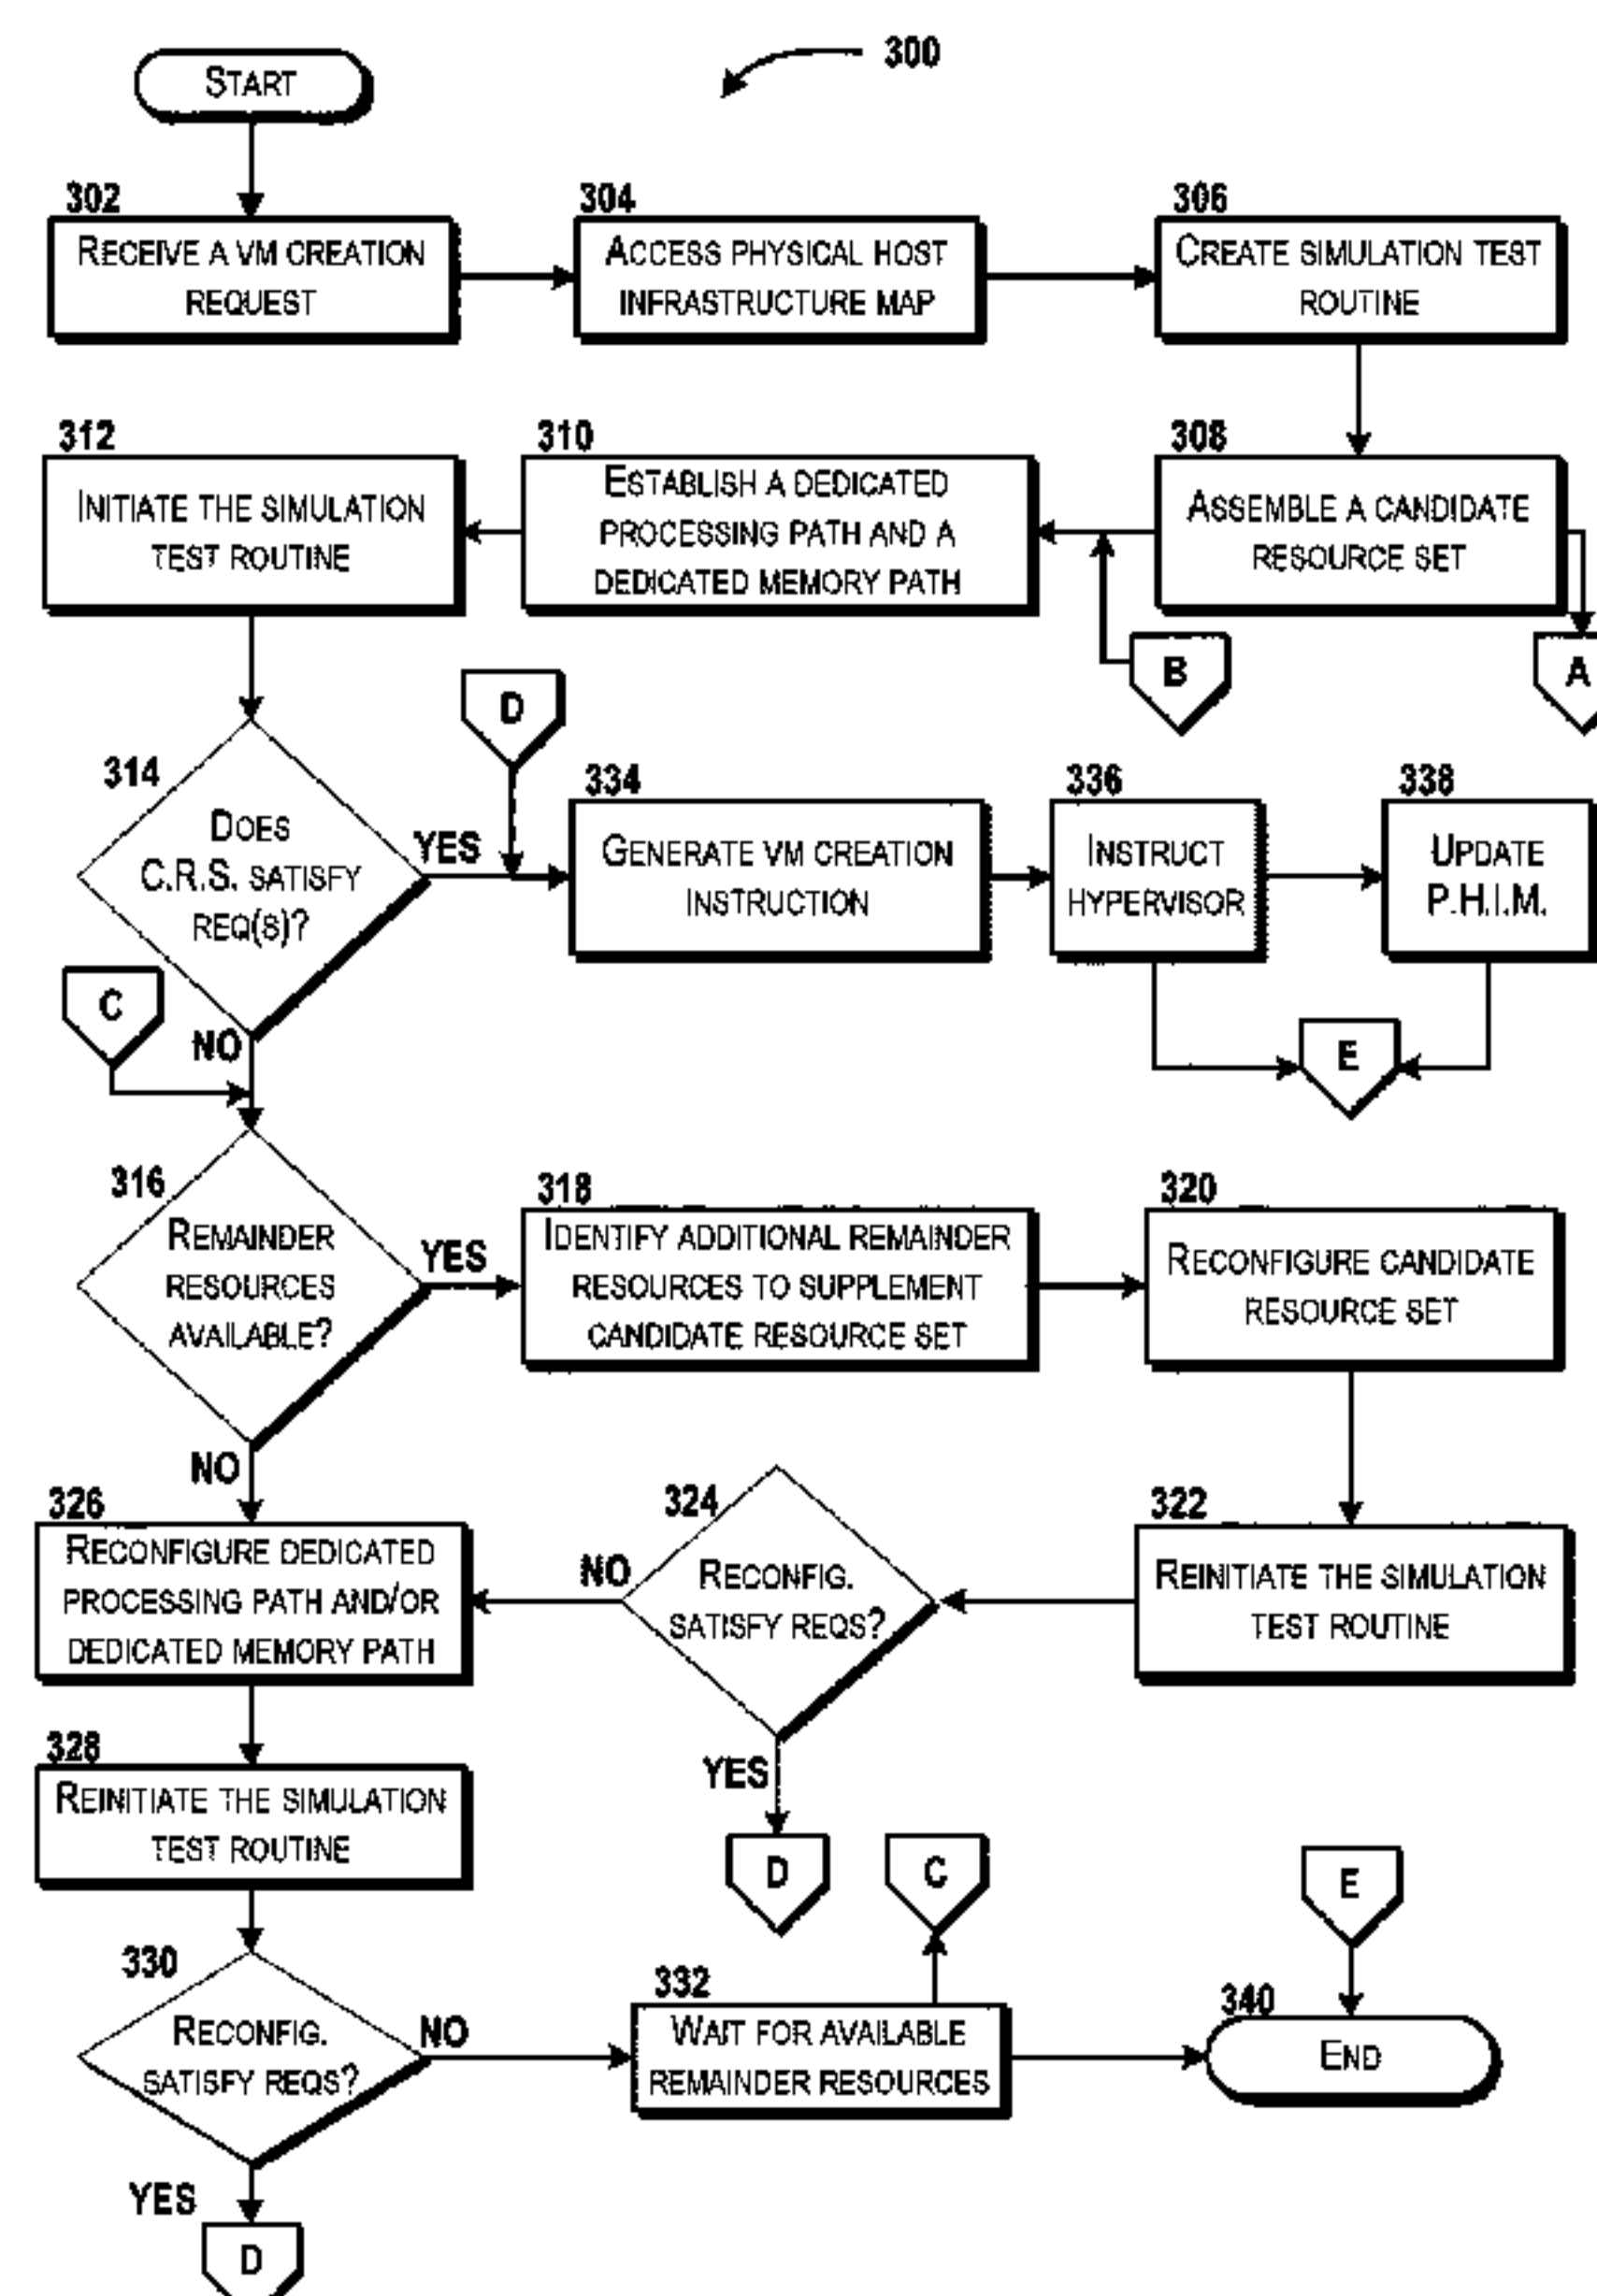 300
START
302
RECEIVE A VM CREATION
REQUEST
304
ACCESS PHYSICAL HOST
INFRASTRUCTURE MAP
306
CREATE SIMULATION TEST
ROUTINE
312
INITIATE THE SIMULATION
TEST ROUTINE
310
ESTABLISH A DEDICATED
PROCESSING PATH AND A
DEDICATED MEMORY PATH
308
ASSEMBLE A CANDIDATE
RESOURCE SET
B
A
D
314
DOES
C.R.S. SATISFY
REQ(S)?
YES
NO
334
GENERATE VM CREATION
INSTRUCTION
336
INSTRUCT
HYPERVISOR
338
UPDATE
P.H.I.M.
C
E
316
REMAINDER
RESOURCES
AVAILABLE?
YES
NO
318
IDENTIFY ADDITIONAL REMAINDER
RESOURCES TO SUPPLEMENT
CANDIDATE RESOURCE SET
320
RECONFIGURE CANDIDATE
RESOURCE SET
326
RECONFIGURE DEDICATED
PROCESSING PATH AND/OR
DEDICATED MEMORY PATH
324
RECONFIG.
SATISFY REQS?
NO
YES
322
REINITIATE THE SIMULATION
TEST ROUTINE
328
REINITIATE THE SIMULATION
TEST ROUTINE
D
C
E
330
RECONFIG.
SATISFY REQS?
NO
YES
332
WAIT FOR AVAILABLE
REMAINDER RESOURCES
340
END
D